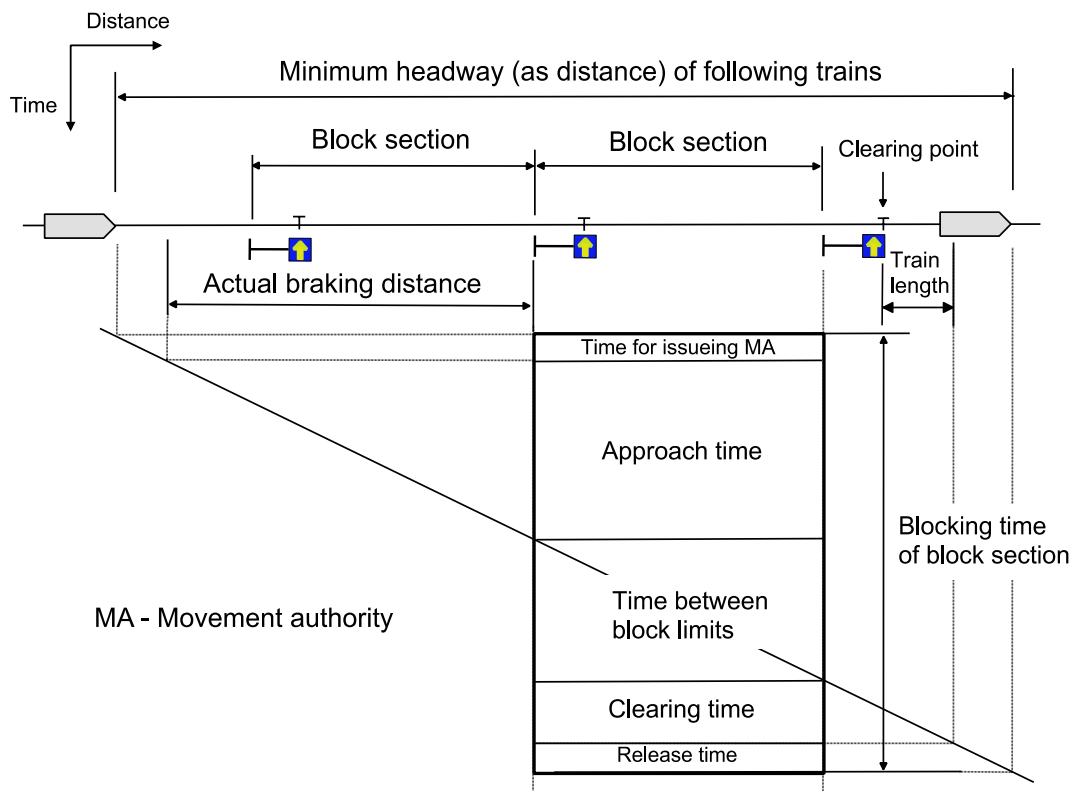 Distance
Minimum headway (as distance) of following trains
Time
Block section
Block section
Clearing point
Actual braking distance
Train
length
Time for issueing MA
Approach time
Blocking time
of block section
Time between
block limits
MA - Movement authority
Clearing time
Release time